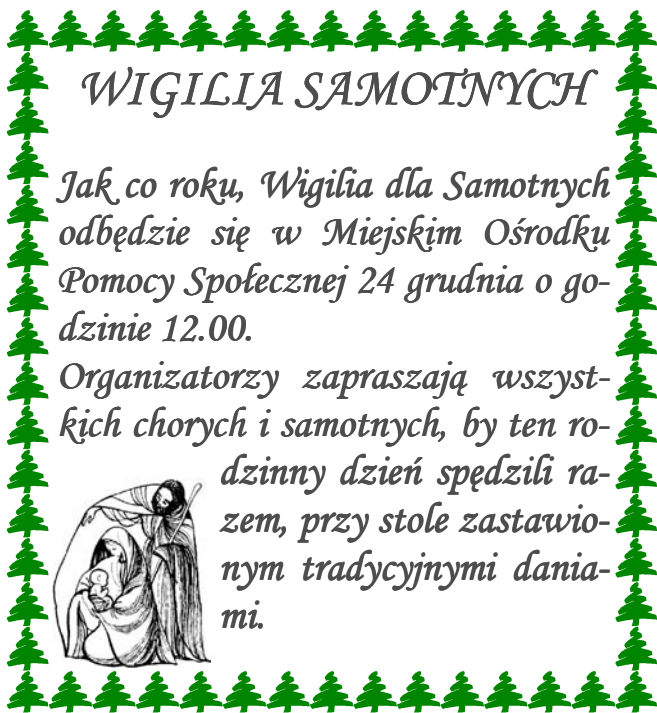 WIGILIA SAMOTNYCH
Jak co roku, Wigilia dla Samotnych
odbędzie się w Miejskim Ośrodku
Pomocy Społecznej 24 grudnia o go-
dzinie 12.00.
Organizatorzy zapraszają wszyst-
kich chorych i samotnych, by ten ro-
dzinny dzień spędzili ra-
zem, przy stole zastawio-
nym tradycyjnymi dania-
mi.